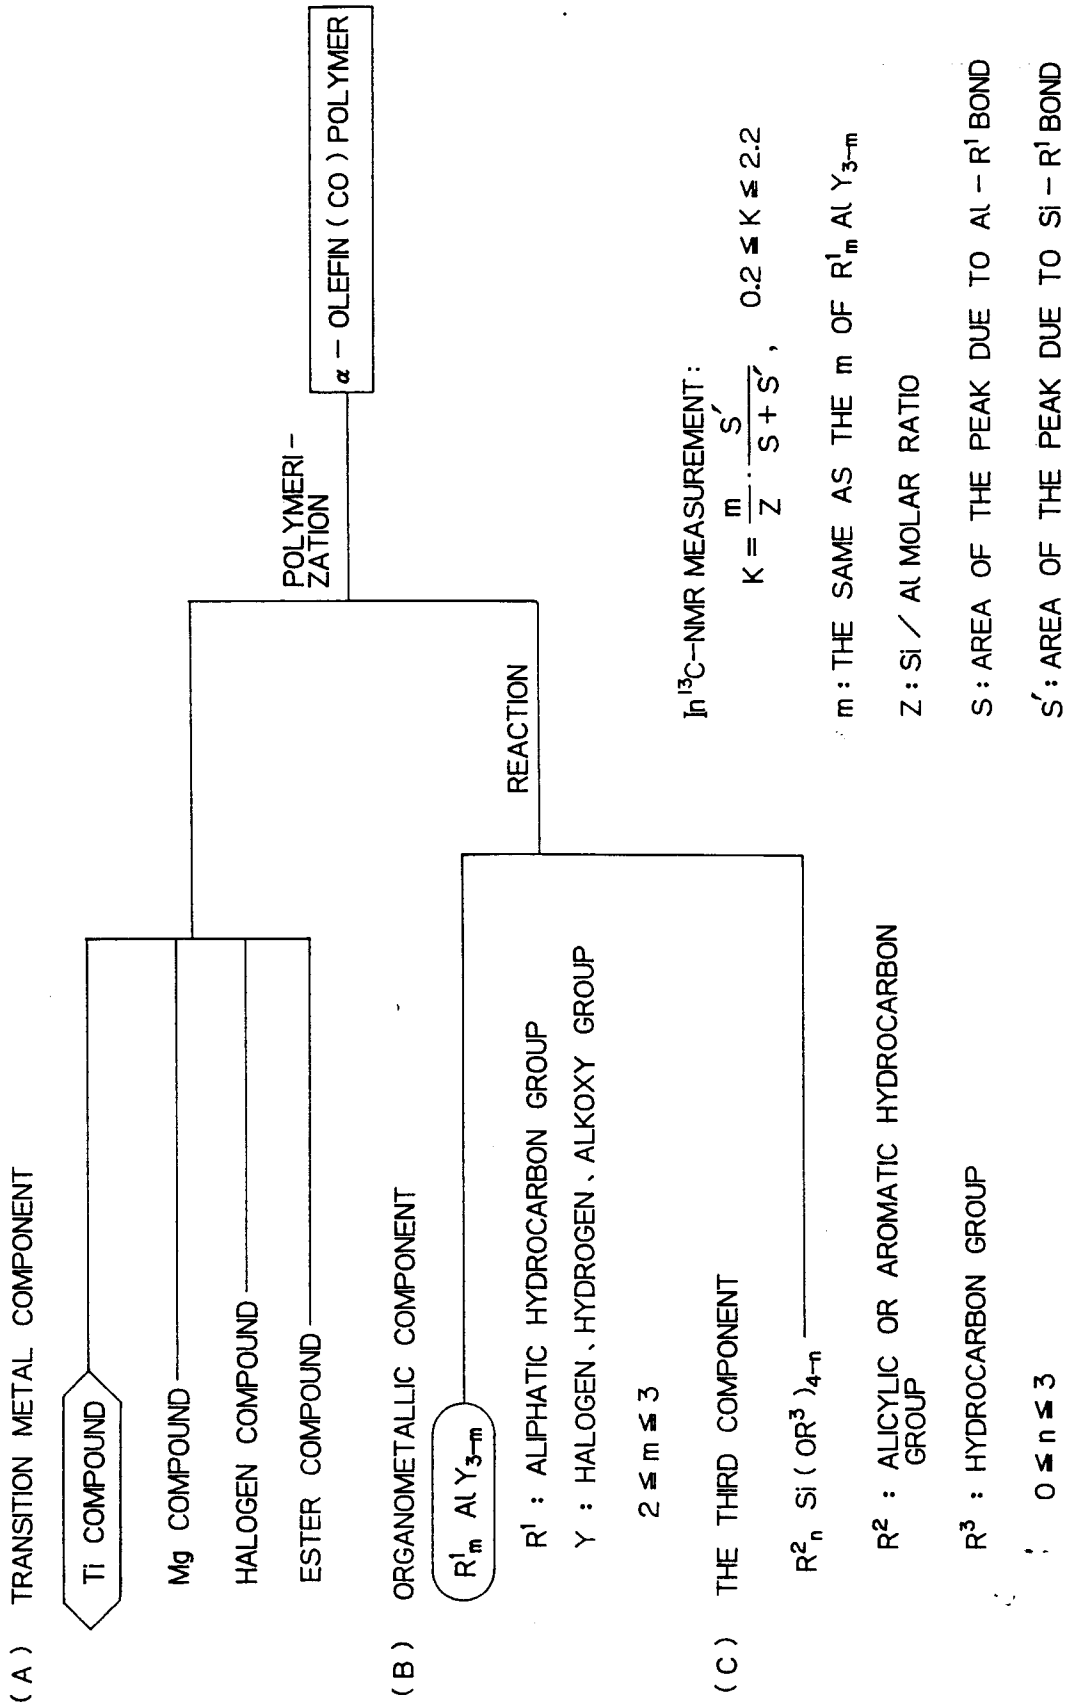 (A) TRANSITION METAL COMPONENT
Ti COMPOUND
Mg COMPOUND
HALOGEN COMPOUND
ESTER COMPOUND
(B) ORGANOMETALLIC COMPONENT
R¹ₘ Al Y₃₋ₘ
R¹ : ALIPHATIC HYDROCARBON GROUP
Y : HALOGEN、HYDROGEN、ALKOXY GROUP
2 ≦ m ≦ 3
(C) THE THIRD COMPONENT
R²ₙ Si (OR³)₄₋ₙ
R² : ALICYLIC OR AROMATIC HYDROCARBON
GROUP
R³ : HYDROCARBON GROUP
0 ≦ n ≦ 3
REACTION
POLYMERI-
ZATION
α - OLEFIN (CO) POLYMER
In ¹³C-NMR MEASUREMENT :
K = m/Z · S′/(S + S′) , 0.2 ≦ K ≦ 2.2
m : THE SAME AS THE m OF R¹ₘ Al Y₃₋ₘ
Z : Si / Al MOLAR RATIO
S : AREA OF THE PEAK DUE TO Al - R¹ BOND
S′ : AREA OF THE PEAK DUE TO Si - R¹ BOND